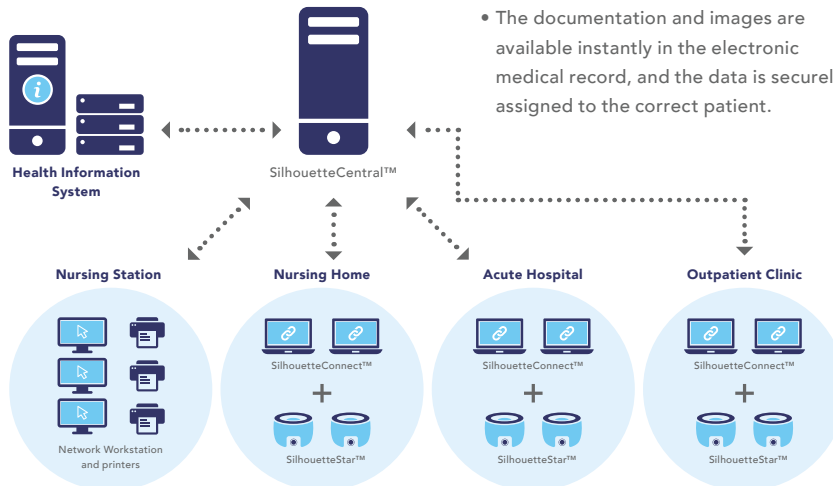 • The documentation and images are
available instantly in the electronic
medical record, and the data is securel
assigned to the correct patient.
i
Health Information
System
SilhouetteCentral™
Nursing Station
Nursing Home
Acute Hospital
Outpatient Clinic
SilhouetteConnect™
SilhouetteConnect™
SilhouetteConnect™
+
+
+
Network Workstation
and printers
SilhouetteStar™
SilhouetteStar™
SilhouetteStar™